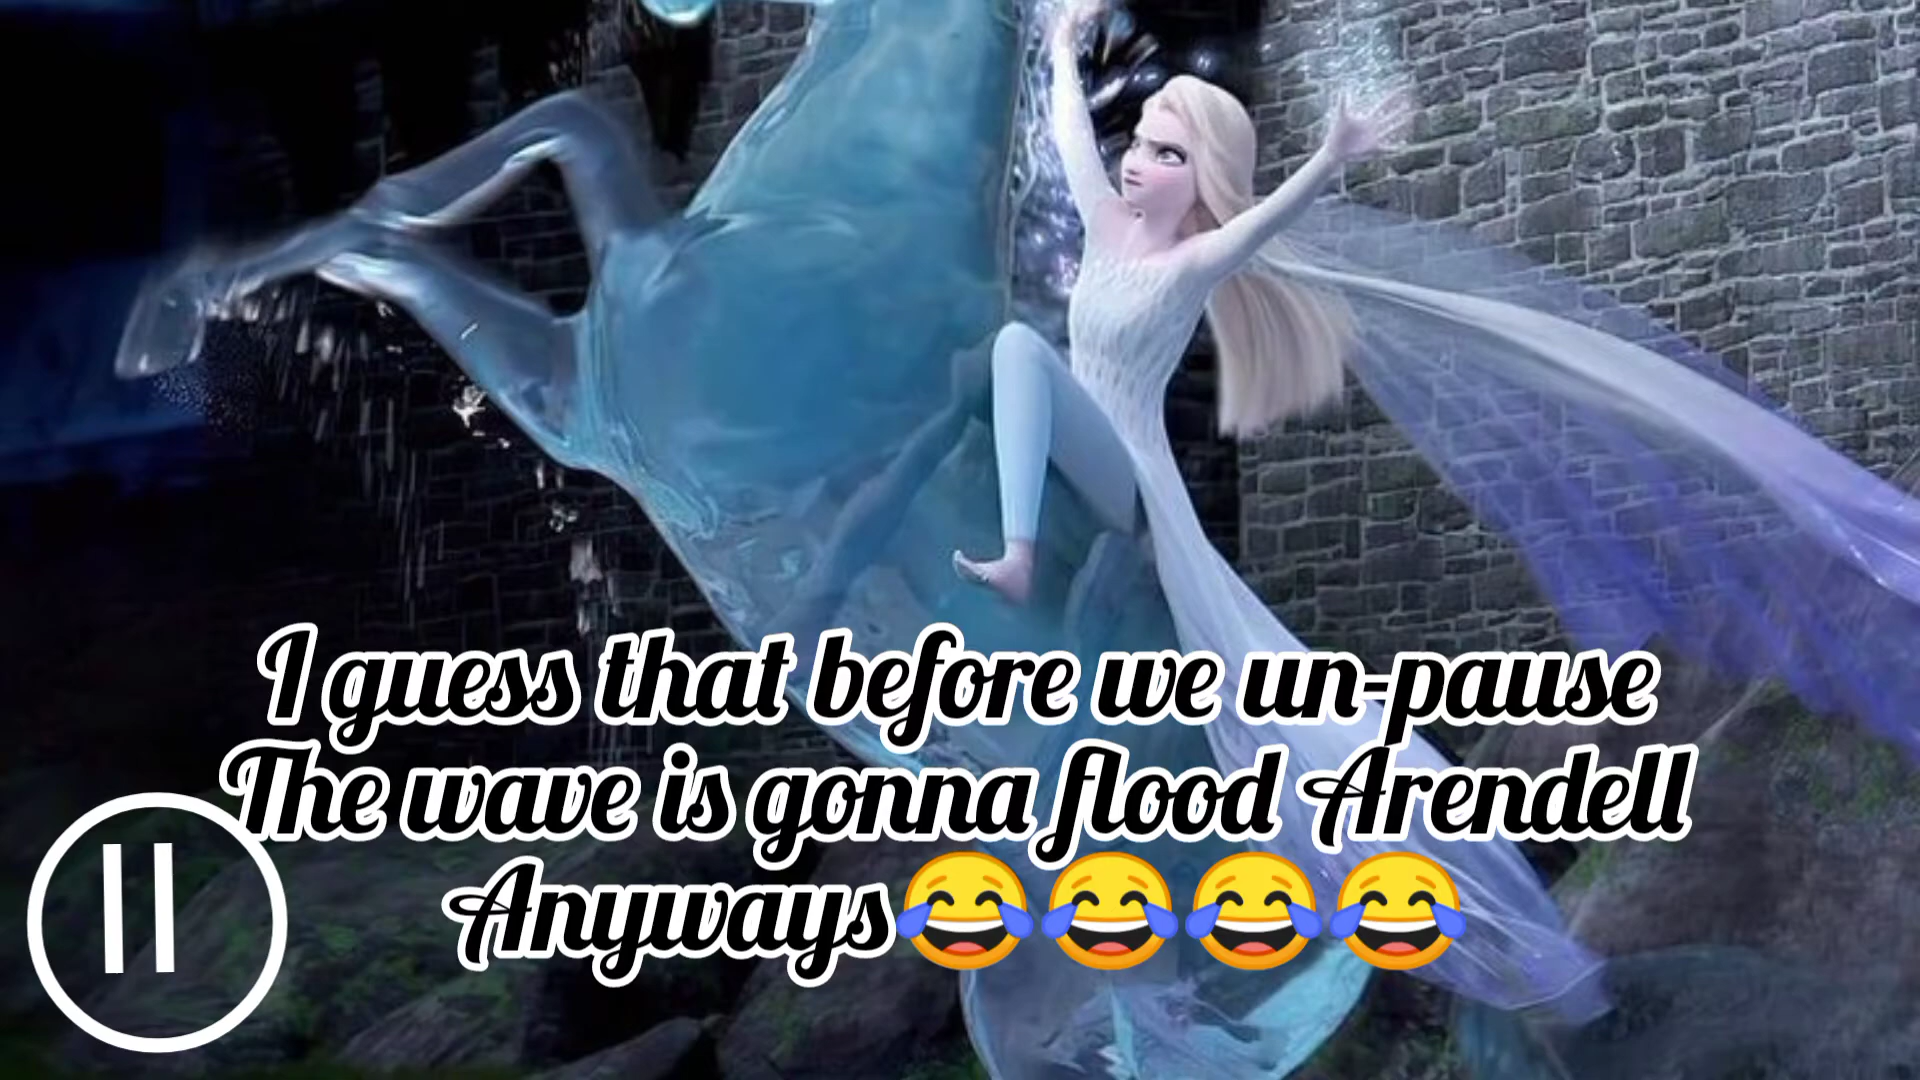 I guess that before we un-pause
The wave is gonna flood Arendell
Anyways😂😂😂😂